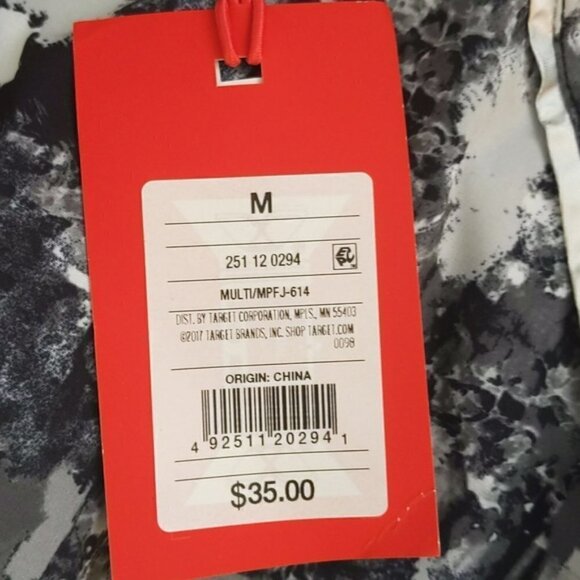 M
251 12 0294
MULTI/MPFJ-614
DIST. BY TARGET CORPORATION, MPLS, MN 55403
©2017 TARGET BRANDS, INC. SHOP TARGET.COM
0098
ORIGIN: CHINA
4 92511 20294 1
$35.00